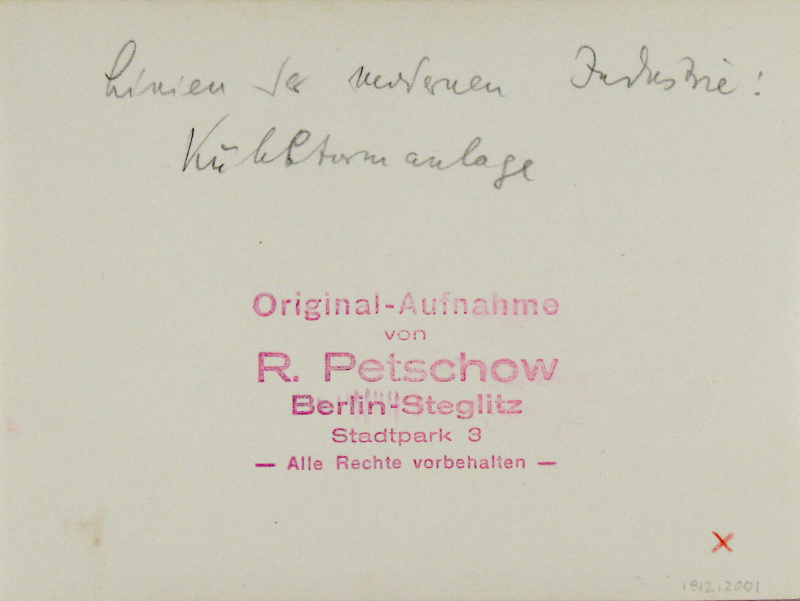 Linien der modernen Industrie:
Kühlturmanlage
Original-Aufnahme
von
R. Petschow
Berlin-Steglitz
Stadtpark 3
— Alle Rechte vorbehalten —
X
1812.2001